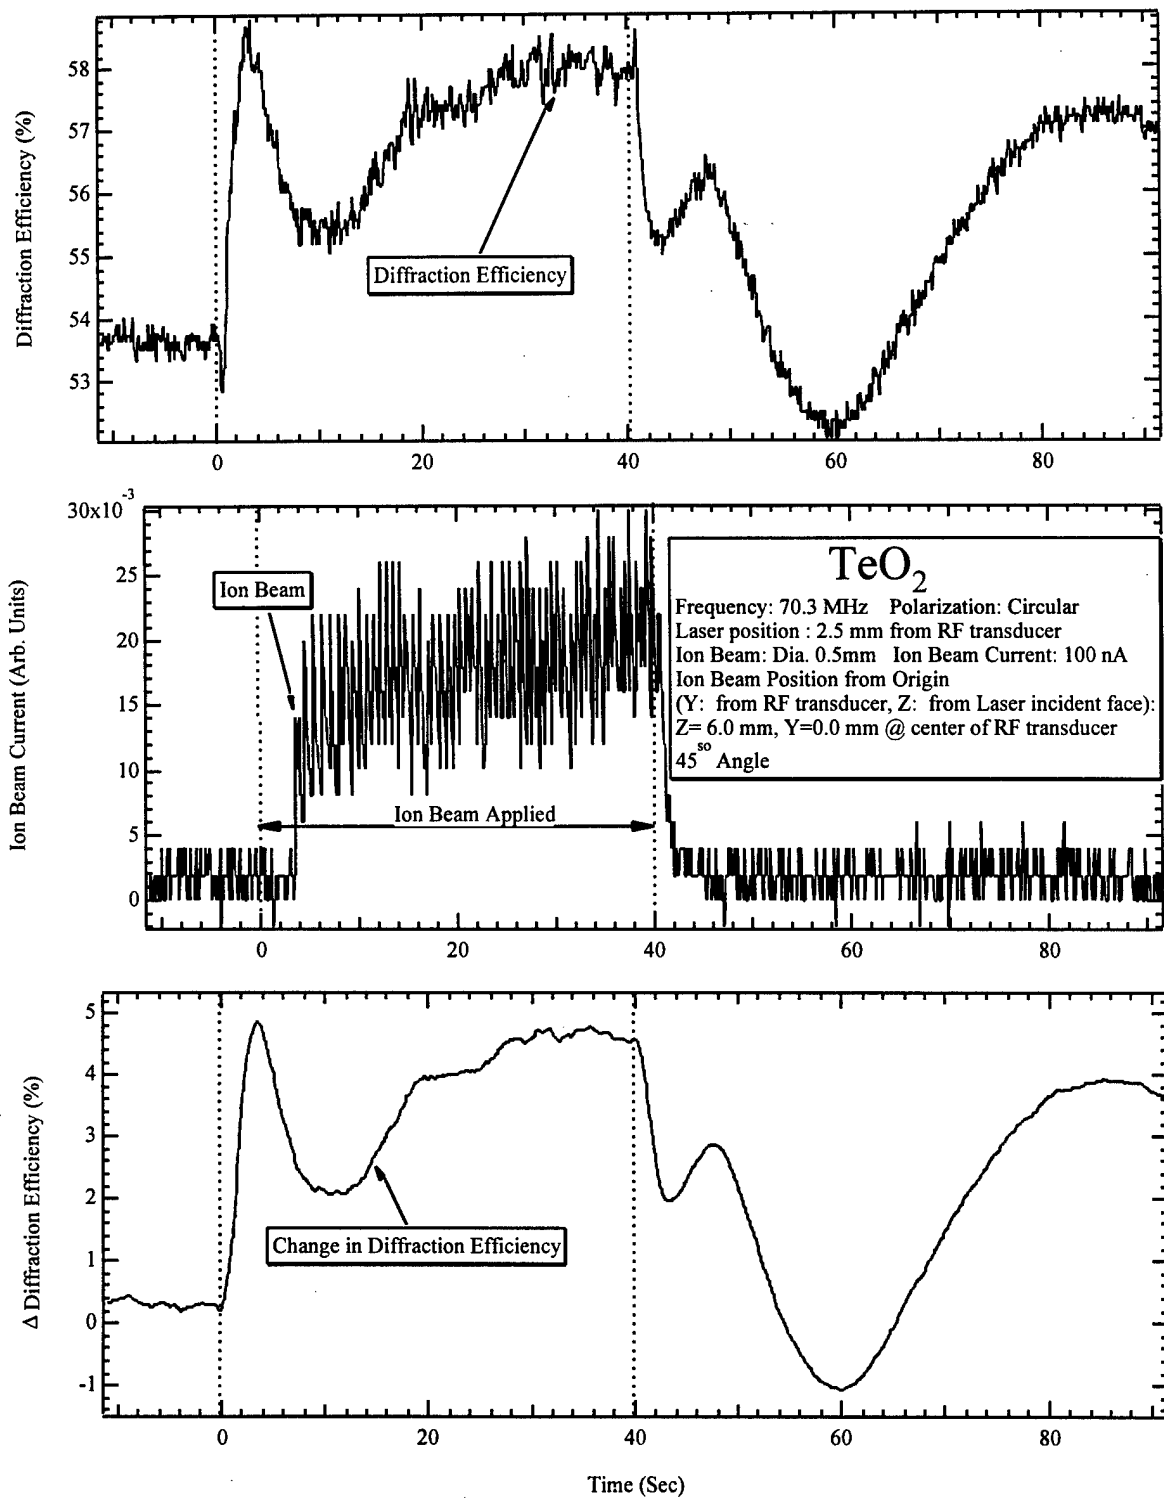 Diffraction Efficiency (%)
58
57
56
55
54
53
Diffraction Efficiency
0
20
40
60
80
Ion Beam Current (Arb. Units)
30x10-3
25
20
15
10
5
0
Ion Beam
Ion Beam Applied
TeO2
Frequency: 70.3 MHz Polarization: Circular
Laser position : 2.5 mm from RF transducer
Ion Beam: Dia. 0.5mm Ion Beam Current: 100 nA
Ion Beam Position from Origin
(Y: from RF transducer, Z: from Laser incident face):
Z= 6.0 mm, Y=0.0 mm @ center of RF transducer
45so Angle
0
20
40
60
80
Δ Diffraction Efficiency (%)
5
4
3
2
1
0
-1
Change in Diffraction Efficiency
0
20
40
60
80
Time (Sec)